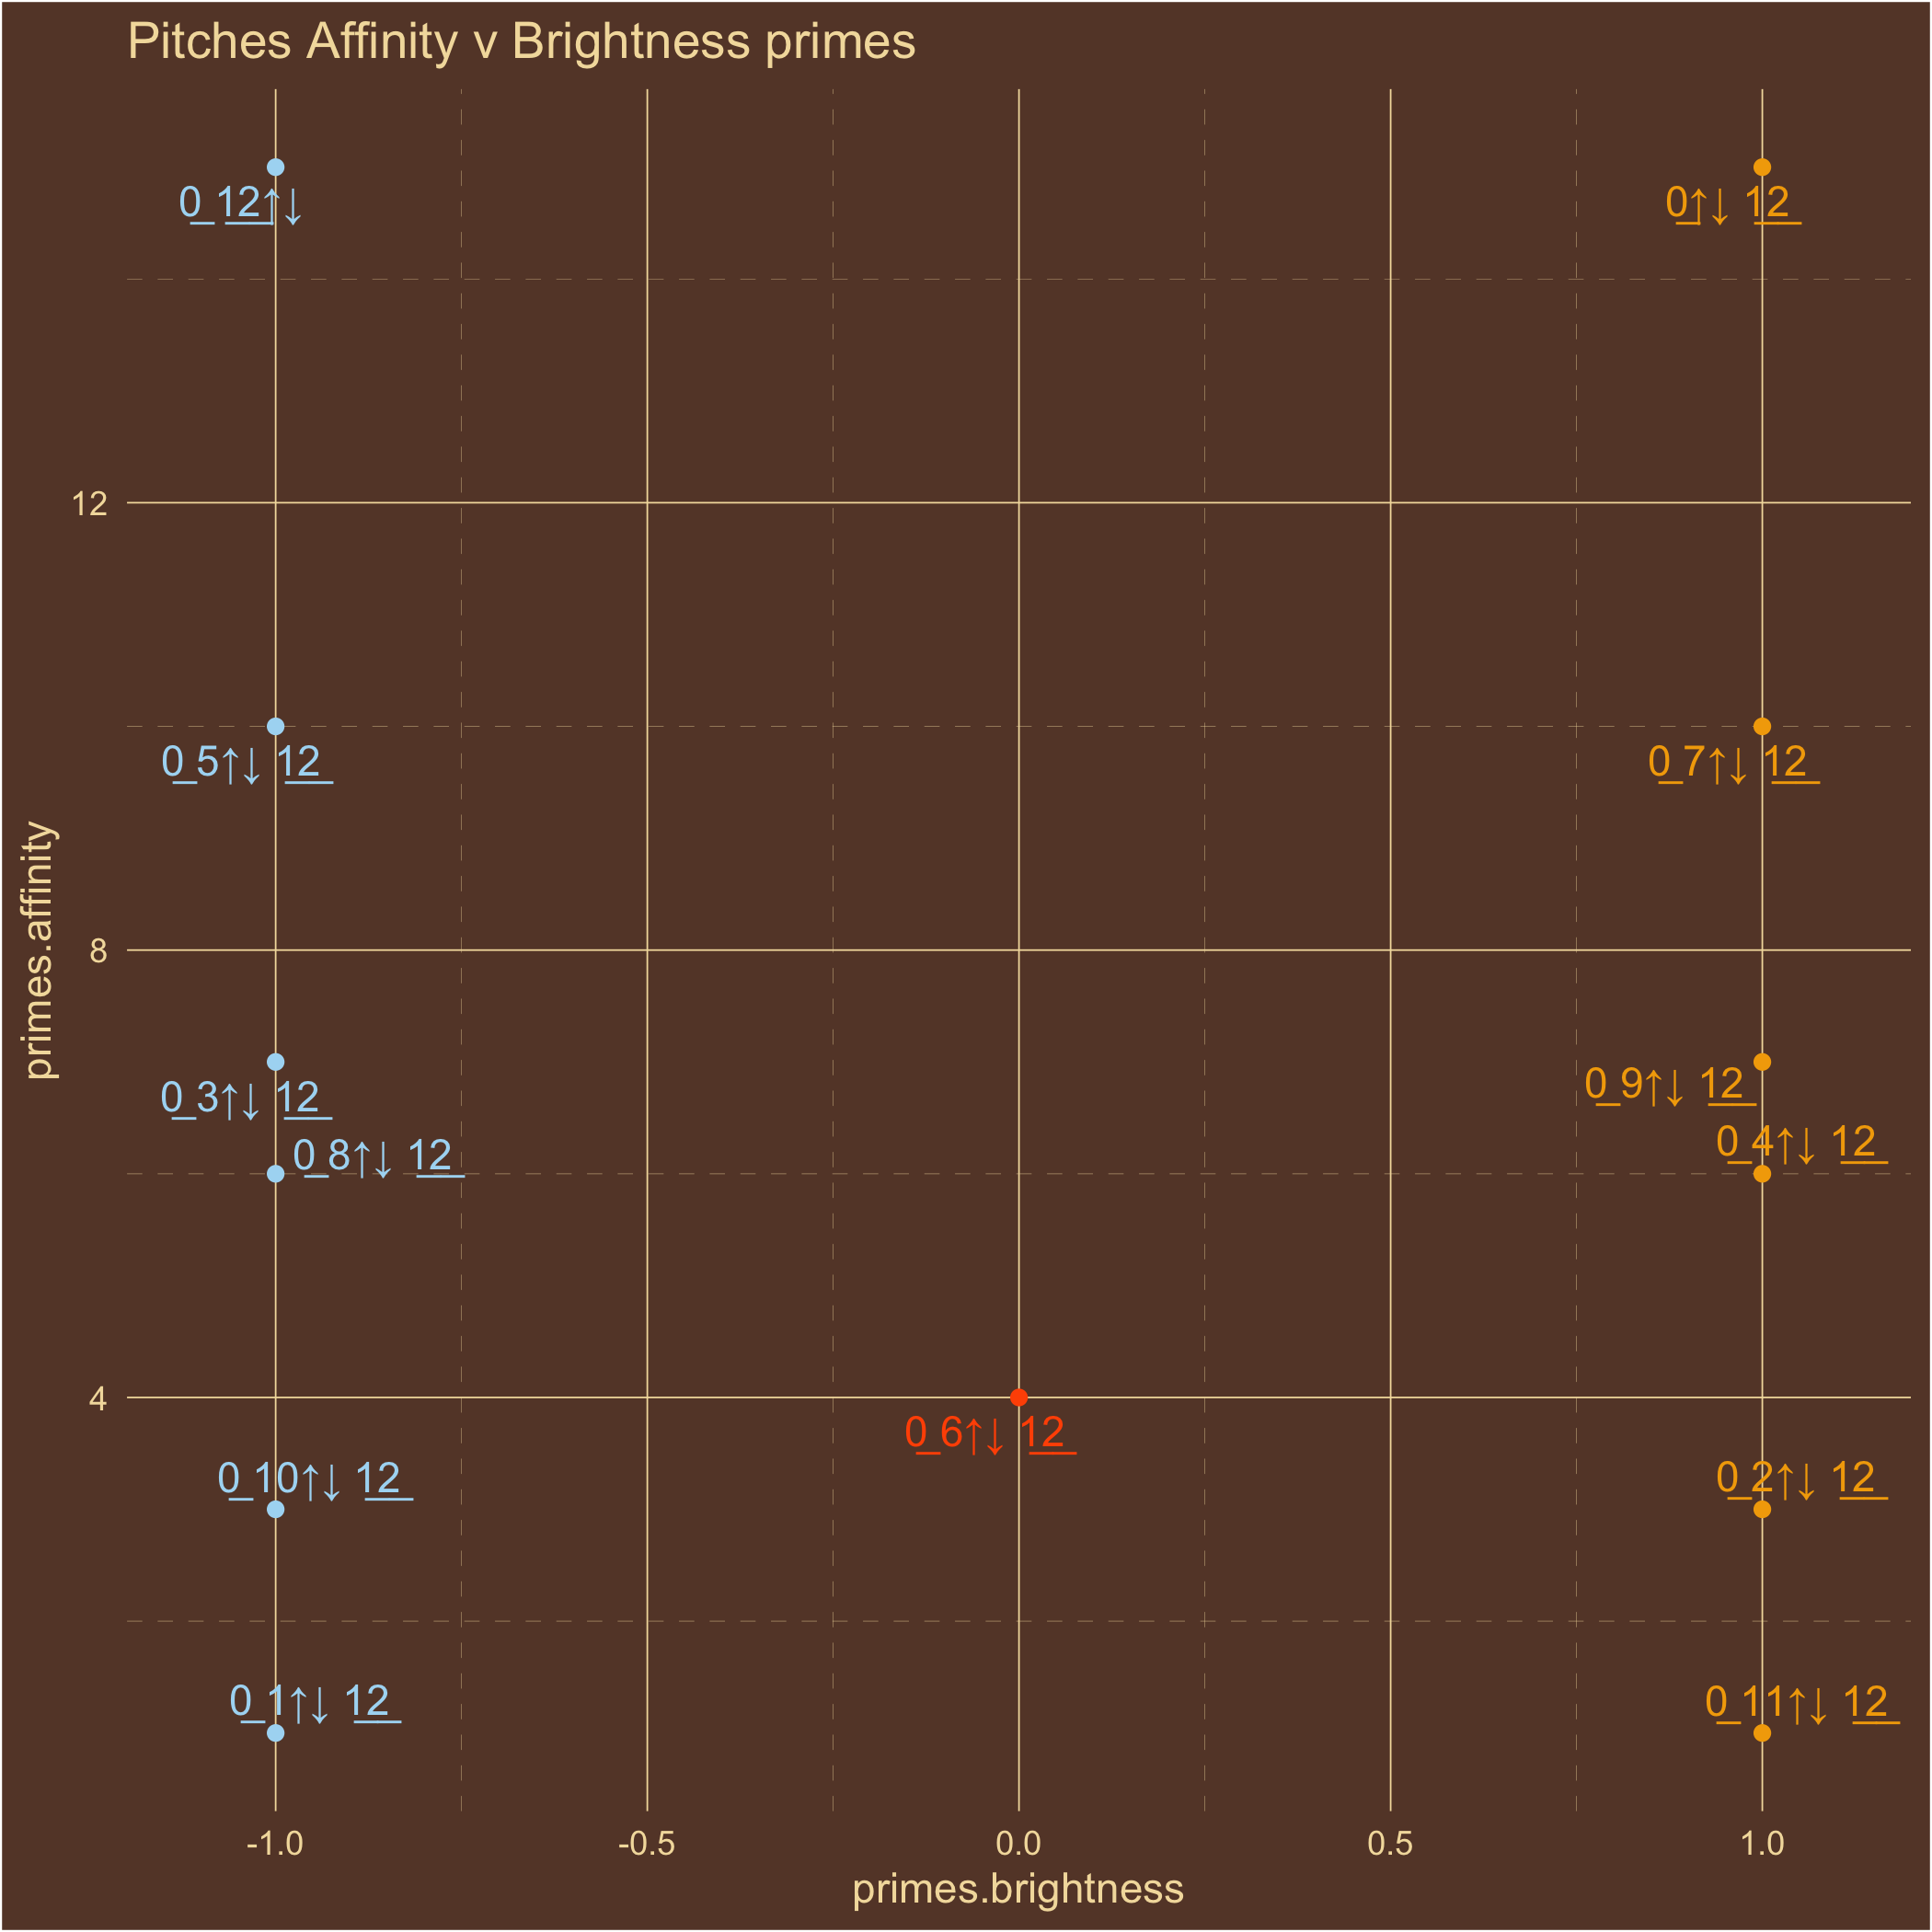 Pitches Affinity v Brightness primes
0 12↑↓
0↑↓ 12
12
0 5↑↓ 12
0 7↑↓ 12
primes.affinity
8
0 3↑↓ 12
0 9↑↓ 12
0 8↑↓ 12
0 4↑↓ 12
4
0 6↑↓ 12
0 10↑↓ 12
0 2↑↓ 12
0 1↑↓ 12
0 11↑↓ 12
-1.0 -0.5 0.0 0.5 1.0
primes.brightness